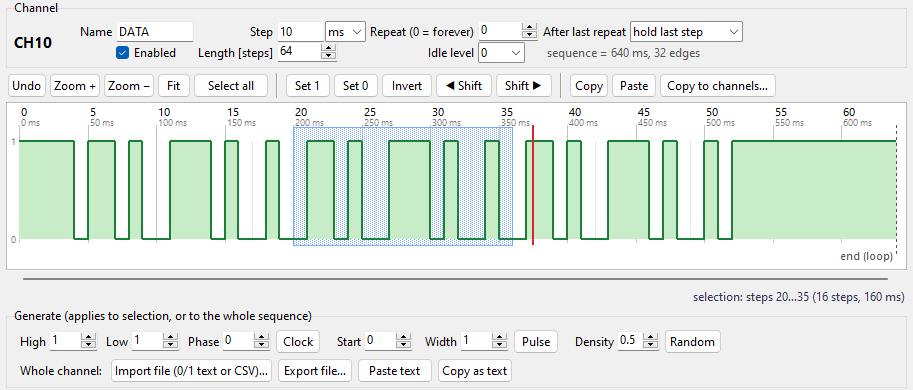 Channel
CH10
Name DATA Step 10 ms Repeat (0 = forever) 0 After last repeat hold last step
Enabled Length [steps] 64 Idle level 0 sequence = 640 ms, 32 edges
Undo Zoom + Zoom − Fit Select all Set 1 Set 0 Invert ◀ Shift Shift ▶ Copy Paste Copy to channels...
0 5 10 15 20 25 30 35 40 45 50 55 60
0 ms 50 ms 100 ms 150 ms 200 ms 250 ms 300 ms 350 ms 400 ms 450 ms 500 ms 550 ms 600 ms
1
0
end (loop)
selection: steps 20...35 (16 steps, 160 ms)
Generate (applies to selection, or to the whole sequence)
High 1 Low 1 Phase 0 Clock Start 0 Width 1 Pulse Density 0.5 Random
Whole channel: Import file (0/1 text or CSV)... Export file... Paste text Copy as text